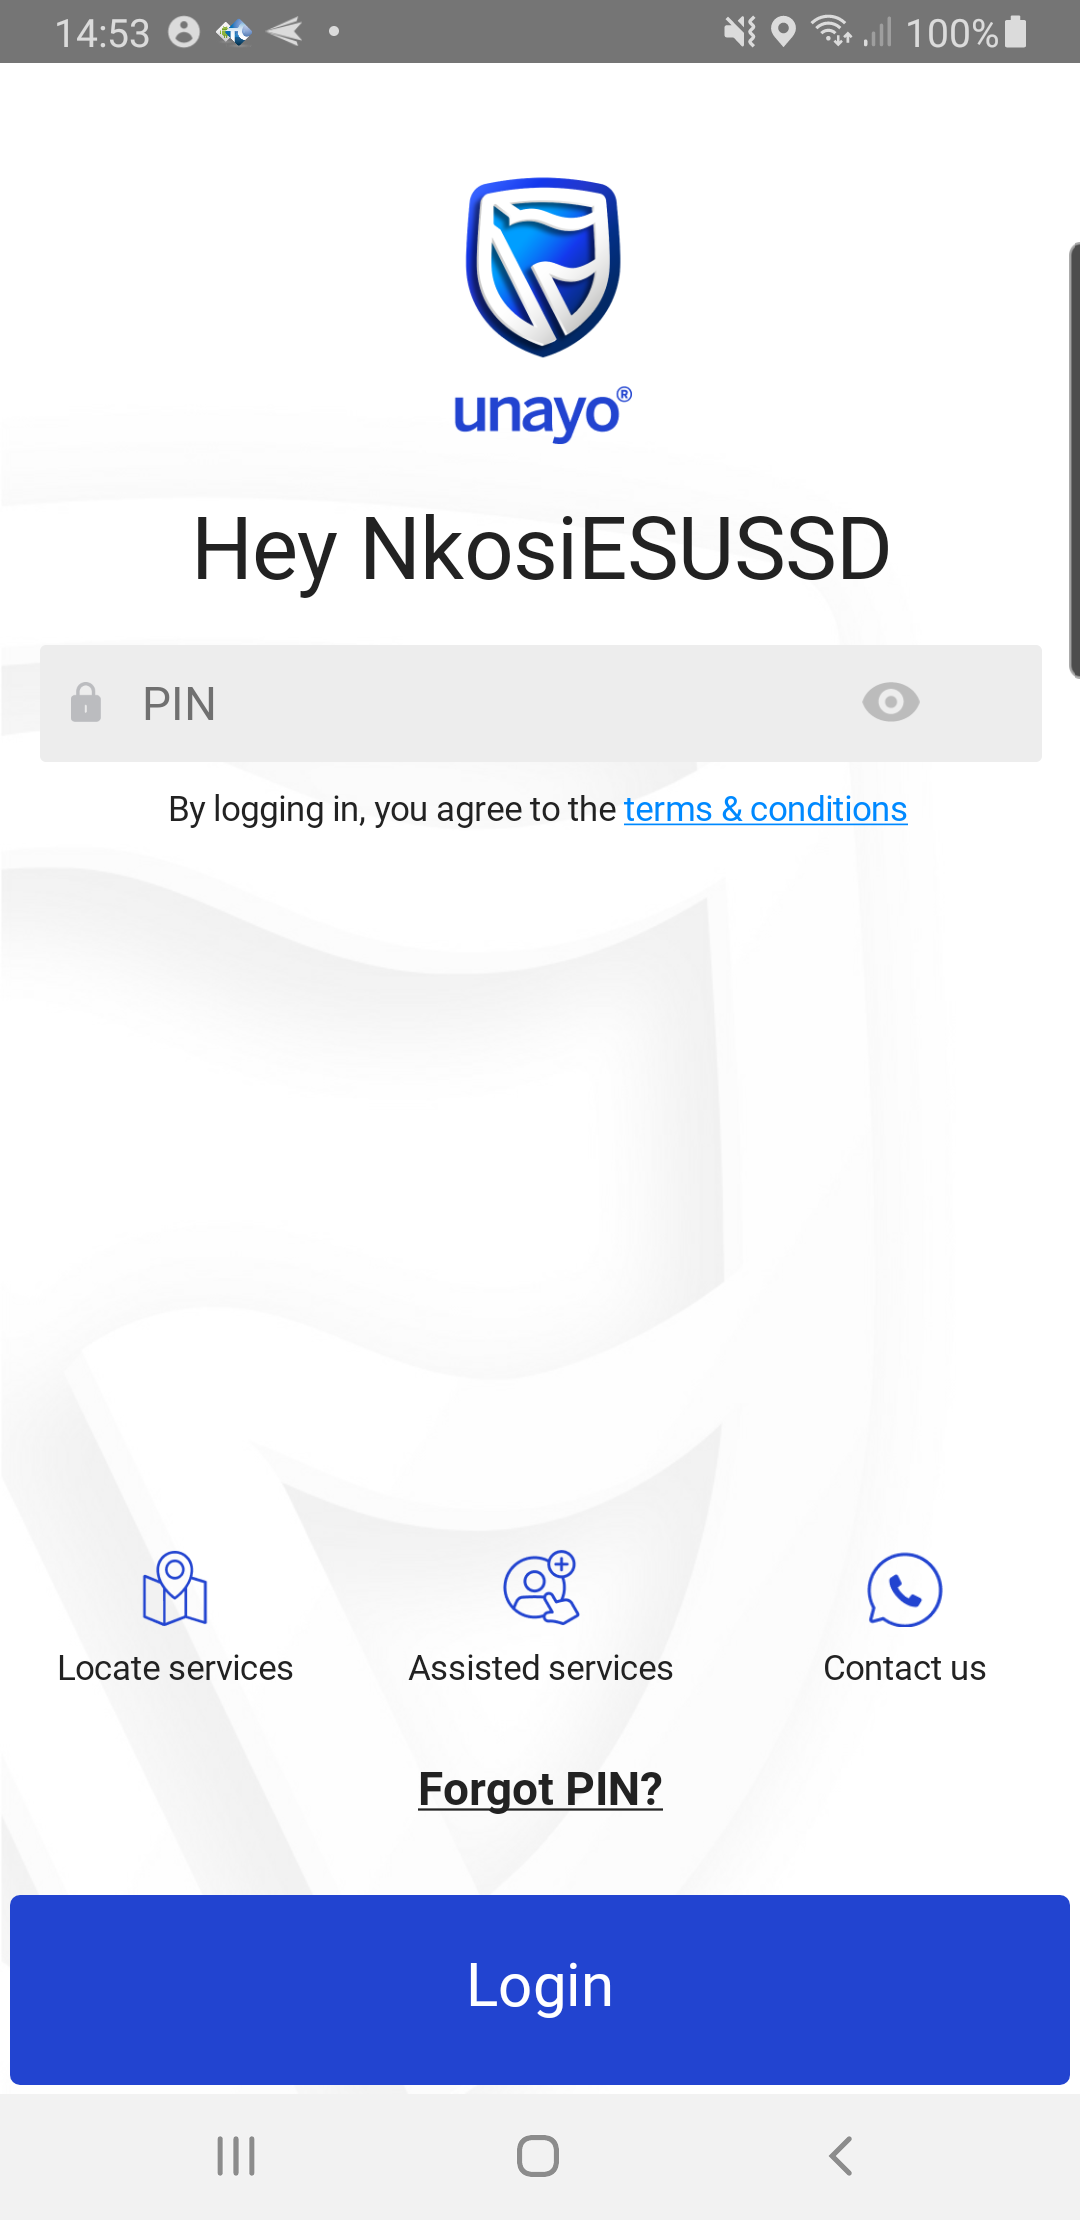 14:53
100%
unayo®
Hey NkosiESUSSD
PIN
By logging in, you agree to the terms & conditions
Locate services
Assisted services
Contact us
Forgot PIN?
Login